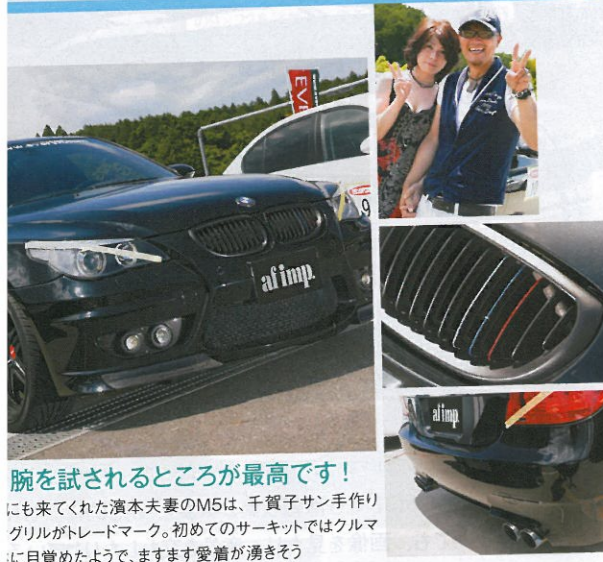 EVE
9
af imp.
af imp.
腕を試されるところが最高です!
にも来てくれた濱本夫妻のM5は、千賀子サン手作り
グリルがトレードマーク。初めてのサーキットではクルマ
に目覚めたようで、ますます愛着が湧きそう